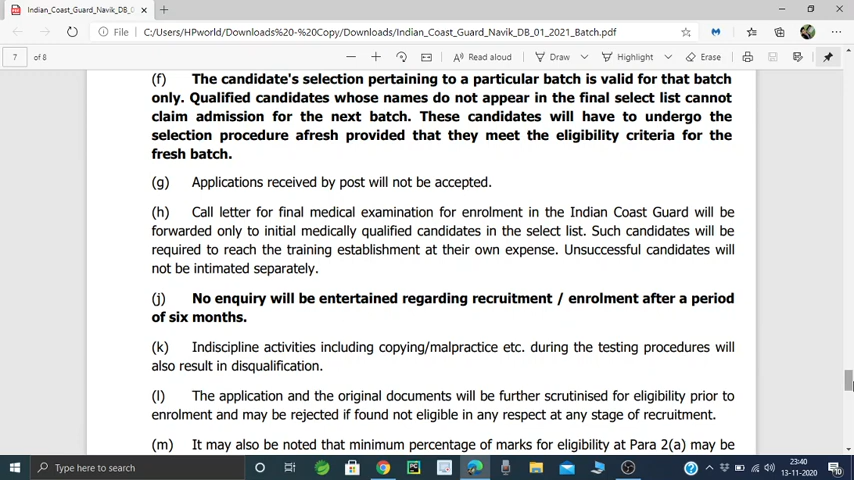 Indian_Coast_Guard_Navik_DB_0
File
C:/Users/HPworld/Downloads%20-%20Copy/Downloads/Indian_Coast_Guard_Navik_DB_01_2021_Batch.pdf
7 of 8
Read aloud
Draw
Highlight
Erase
(f) The candidate's selection pertaining to a particular batch is valid for that batch
only. Qualified candidates whose names do not appear in the final select list cannot
claim admission for the next batch. These candidates will have to undergo the
selection procedure afresh provided that they meet the eligibility criteria for the
fresh batch.
(g) Applications received by post will not be accepted.
(h) Call letter for final medical examination for enrolment in the Indian Coast Guard will be
forwarded only to initial medically qualified candidates in the select list. Such candidates will be
required to reach the training establishment at their own expense. Unsuccessful candidates will
not be intimated separately.
(j) No enquiry will be entertained regarding recruitment / enrolment after a period
of six months.
(k) Indiscipline activities including copying/malpractice etc. during the testing procedures will
also result in disqualification.
(l) The application and the original documents will be further scrutinised for eligibility prior to
enrolment and may be rejected if found not eligible in any respect at any stage of recruitment.
(m) It may also be noted that minimum percentage of marks for eligibility at Para 2(a) may be
Type here to search
23:40
13-11-2020
10